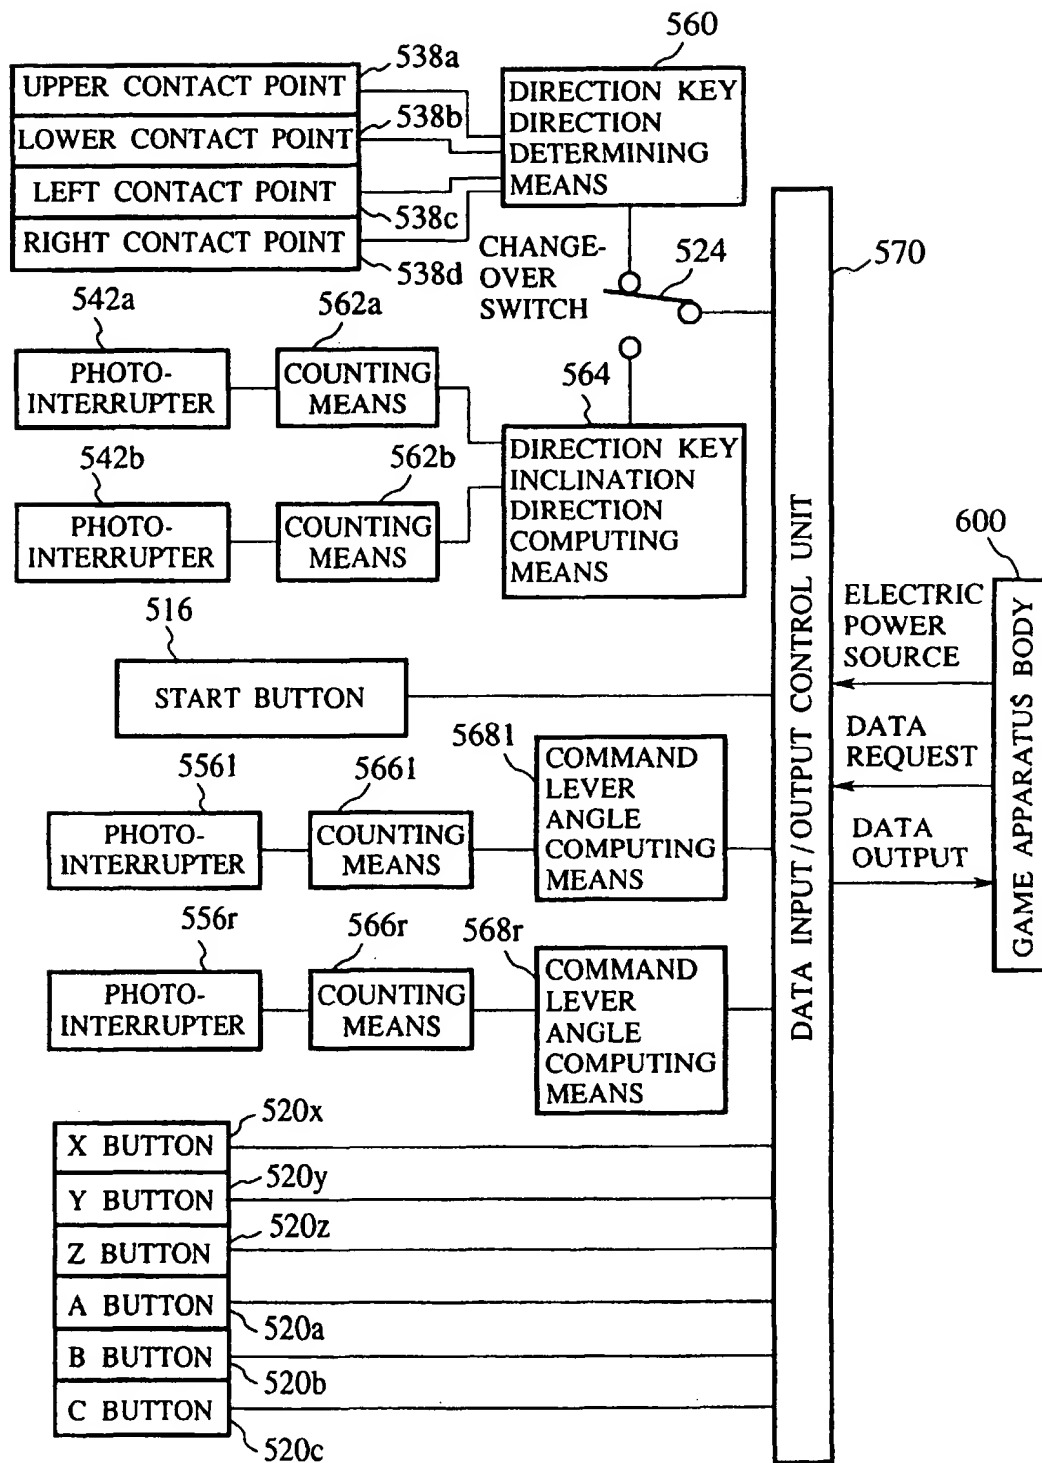 560
538a
UPPER CONTACT POINT
538b
LOWER CONTACT POINT
LEFT CONTACT POINT
538c
RIGHT CONTACT POINT
538d
DIRECTION KEY
DIRECTION
DETERMINING
MEANS
CHANGE-
OVER
SWITCH
524
570
542a
PHOTO-
INTERRUPTER
562a
COUNTING
MEANS
564
542b
PHOTO-
INTERRUPTER
562b
COUNTING
MEANS
DIRECTION KEY
INCLINATION
DIRECTION
COMPUTING
MEANS
516
START BUTTON
5561
PHOTO-
INTERRUPTER
5661
COUNTING
MEANS
5681
COMMAND
LEVER
ANGLE
COMPUTING
MEANS
556r
PHOTO-
INTERRUPTER
566r
COUNTING
MEANS
568r
COMMAND
LEVER
ANGLE
COMPUTING
MEANS
520x
X BUTTON
520y
Y BUTTON
520z
Z BUTTON
A BUTTON
520a
B BUTTON
520b
C BUTTON
520c
DATA INPUT/OUTPUT CONTROL UNIT
ELECTRIC
POWER
SOURCE
DATA
REQUEST
DATA
OUTPUT
600
GAME APPARATUS BODY